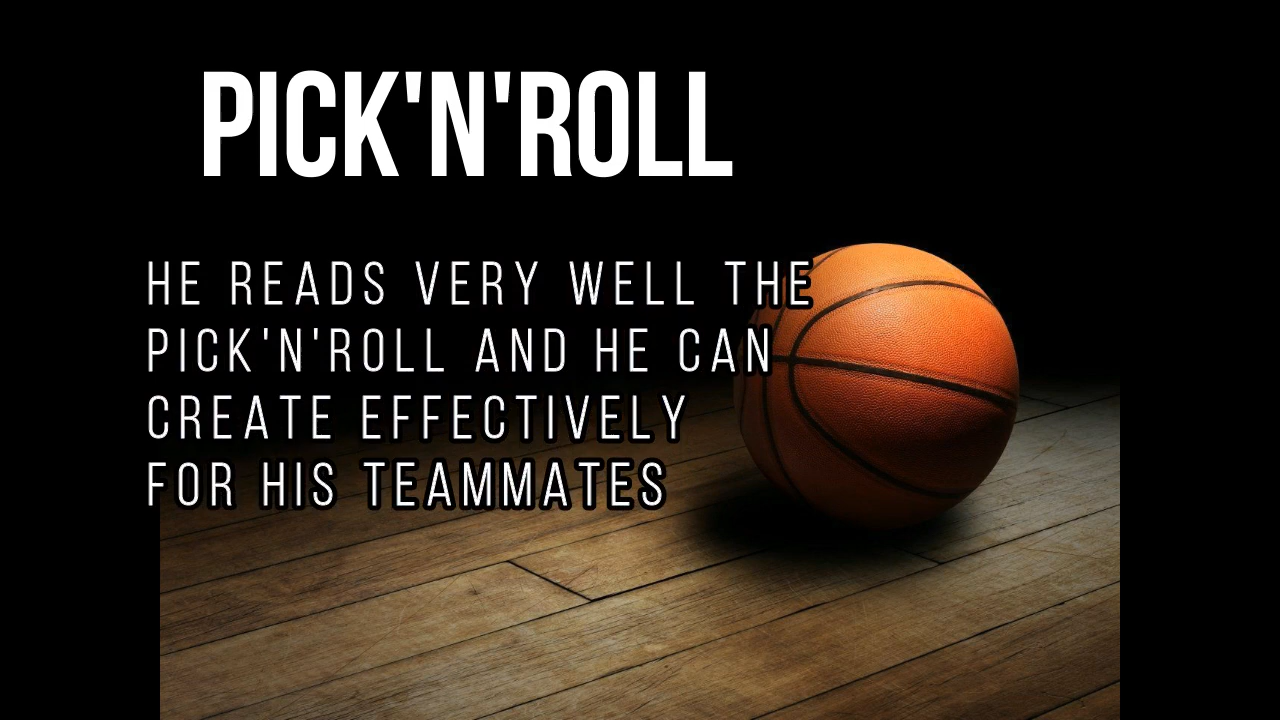 PICK'N'ROLL
HE READS VERY WELL THE
PICK'N'ROLL AND HE CAN
CREATE EFFECTIVELY
FOR HIS TEAMMATES